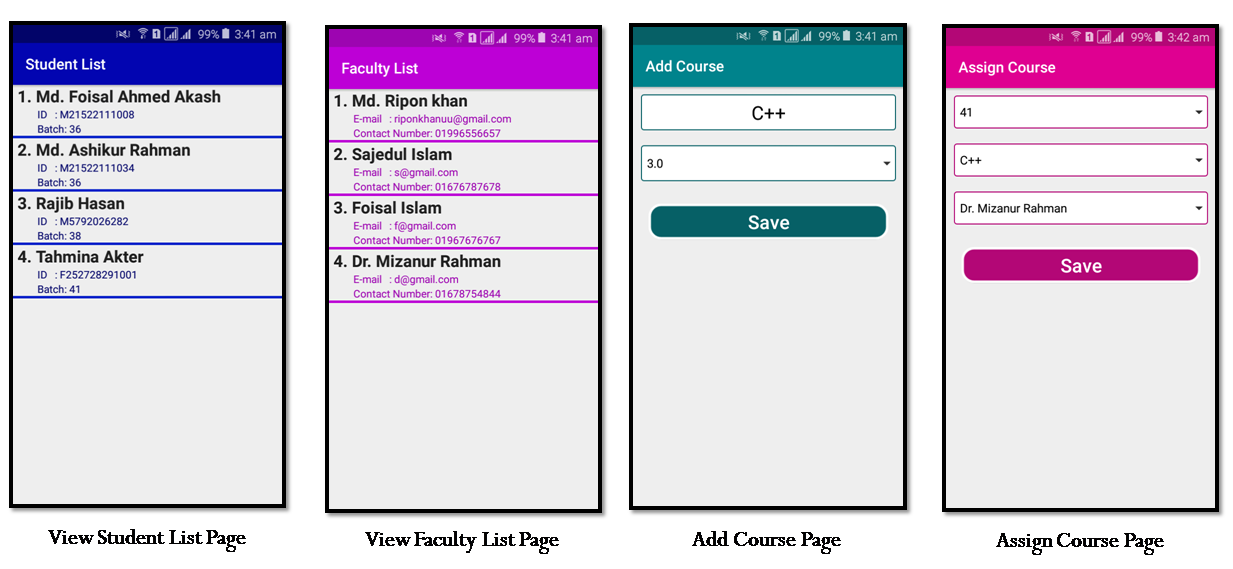 99% 3:41 am
Student List
1. Md. Foisal Ahmed Akash
ID : M21522111008
Batch: 36
2. Md. Ashikur Rahman
ID : M21522111034
Batch: 36
3. Rajib Hasan
ID : M5792026282
Batch: 38
4. Tahmina Akter
ID : F252728291001
Batch: 41
View Student List Page
99% 3:41 am
Faculty List
1. Md. Ripon khan
E-mail : riponkhanuu@gmail.com
Contact Number: 01996556657
2. Sajedul Islam
E-mail : s@gmail.com
Contact Number: 01676787678
3. Foisal Islam
E-mail : f@gmail.com
Contact Number: 01967676767
4. Dr. Mizanur Rahman
E-mail : d@gmail.com
Contact Number: 01678754844
View Faculty List Page
99% 3:41 am
Add Course
C++
3.0
Save
Add Course Page
99% 3:42 am
Assign Course
41
C++
Dr. Mizanur Rahman
Save
Assign Course Page